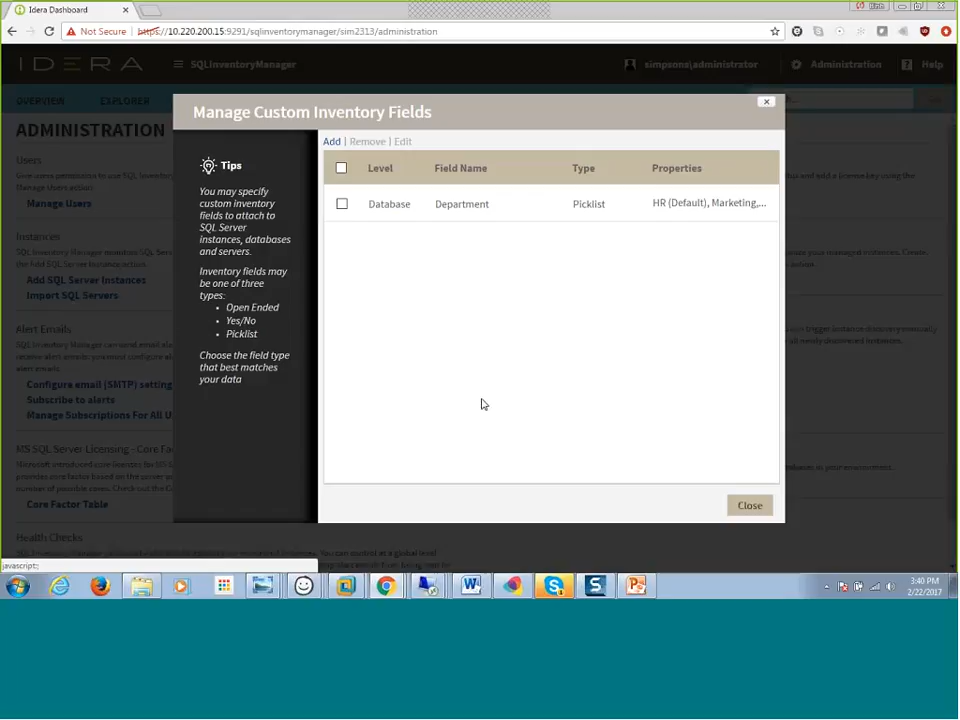 Idera Dashboard
Not Secure | https://10.220.200.15:9291/sqlinventorymanager/sim2313/administration
IDERA
SQLInventoryManager
simpsons\administrator
Administration
Help
OVERVIEW
EXPLORER
Manage Custom Inventory Fields
ADMINISTRATION
Users
Manage Users
Instances
Add SQL Server Instances
Import SQL Servers
Alert Emails
Configure email (SMTP) setting
Subscribe to alerts
Manage Subscriptions For All U
MS SQL Server Licensing - Core Fac
Core Factor Table
Health Checks
Tips
You may specify
custom inventory
fields to attach to
SQL Server
instances, databases
and servers.
Inventory fields may
be one of three
types:
• Open Ended
• Yes/No
• Picklist
Choose the field type
that best matches
your data
Add | Remove | Edit
Level Field Name Type Properties
Database Department Picklist HR (Default), Marketing,...
Close
javascript:;
3:40 PM
2/22/2017